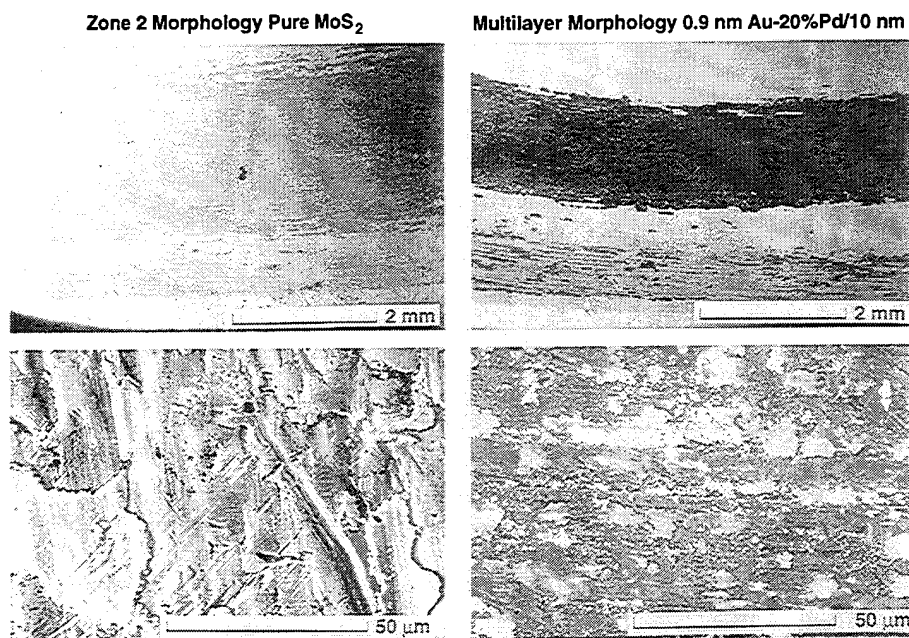 Zone 2 Morphology Pure MoS₂
Multilayer Morphology 0.9 nm Au-20%Pd/10 nm
2 mm
2 mm
50 μm
50 μm